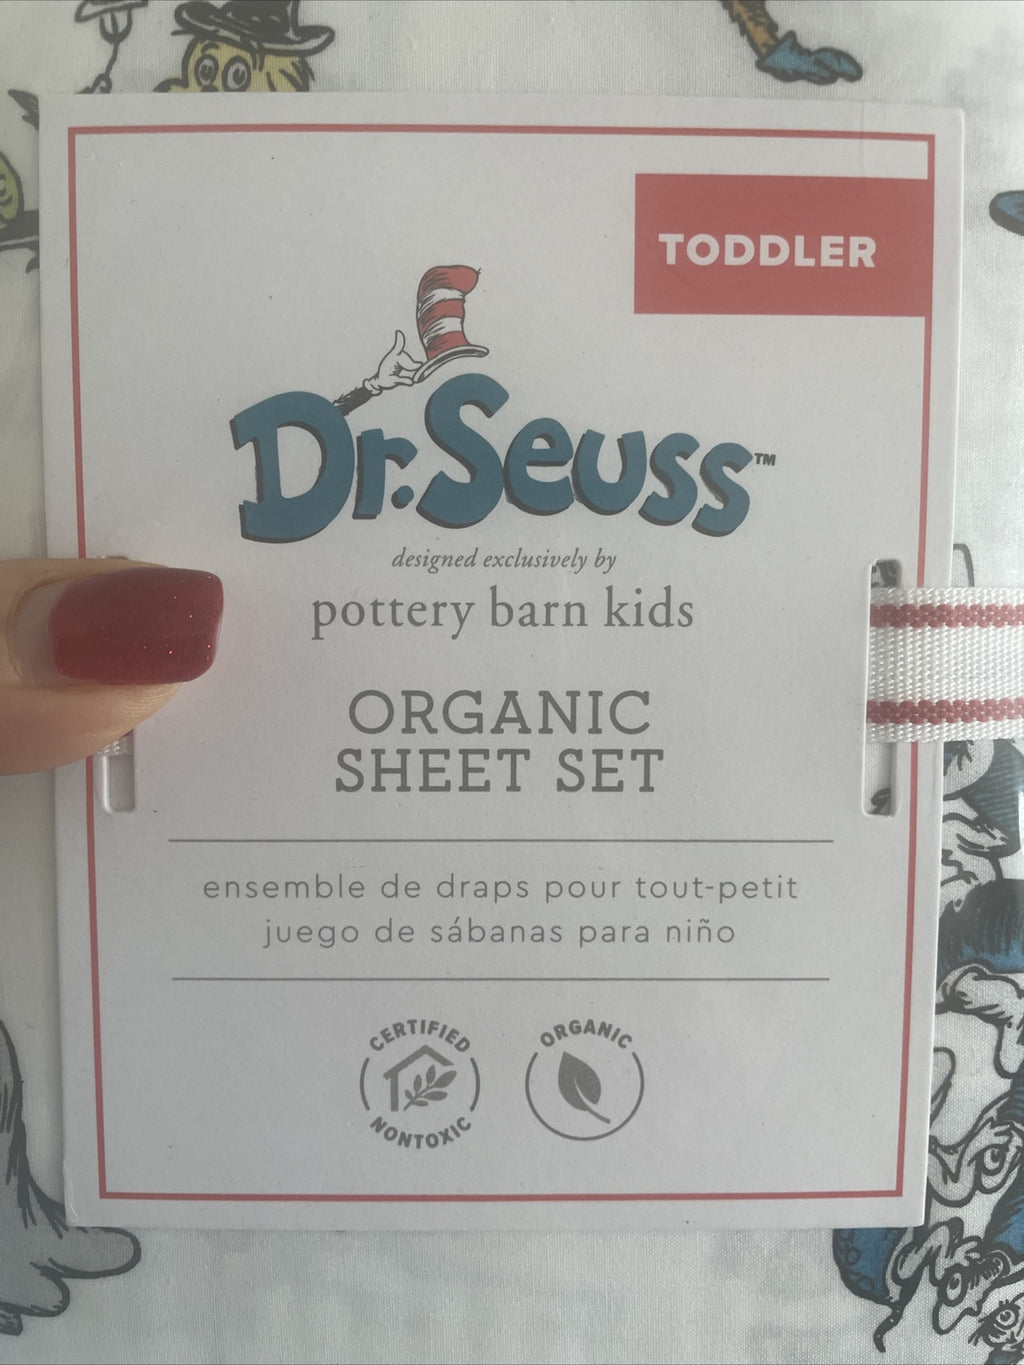 TODDLER
Dr. Seuss™
designed exclusively by
pottery barn kids
ORGANIC
SHEET SET
ensemble de draps pour tout-petit
juego de sábanas para niño
CERTIFIED
NONTOXIC
ORGANIC